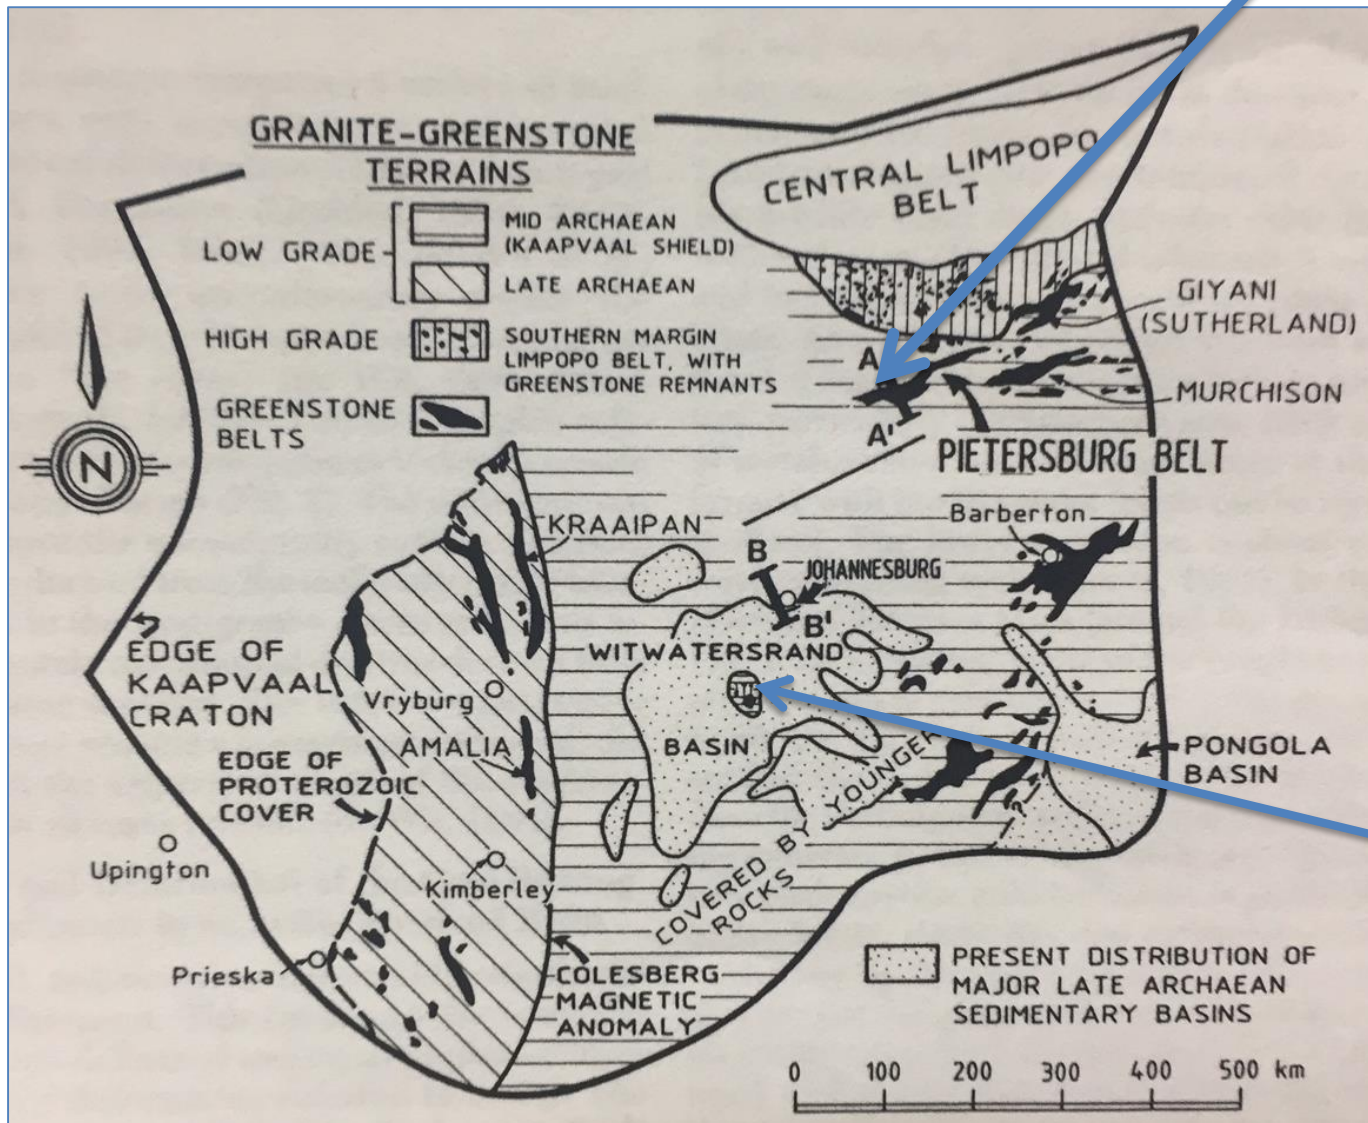 GRANITE-GREENSTONE
TERRAINS
LOW GRADE
MID ARCHAEAN
(KAAPVAAL SHIELD)
LATE ARCHAEAN
HIGH GRADE
SOUTHERN MARGIN
LIMPOPO BELT, WITH
GREENSTONE REMNANTS
GREENSTONE
BELTS
N
CENTRAL LIMPOPO
BELT
GIYANI
(SUTHERLAND)
MURCHISON
A
A'
PIETERSBURG BELT
Barberton
KRAAIPAN
B
JOHANNESBURG
B'
WITWATERSRAND
BASIN
EDGE OF
KAAPVAAL
CRATON
Vryburg
AMALIA
EDGE OF
PROTEROZOIC
COVER
PONGOLA
BASIN
?
COVERED BY YOUNGER
ROCKS
Upington
Kimberley
Prieska
COLESBERG
MAGNETIC
ANOMALY
PRESENT DISTRIBUTION OF
MAJOR LATE ARCHAEAN
SEDIMENTARY BASINS
0 100 200 300 400 500 km